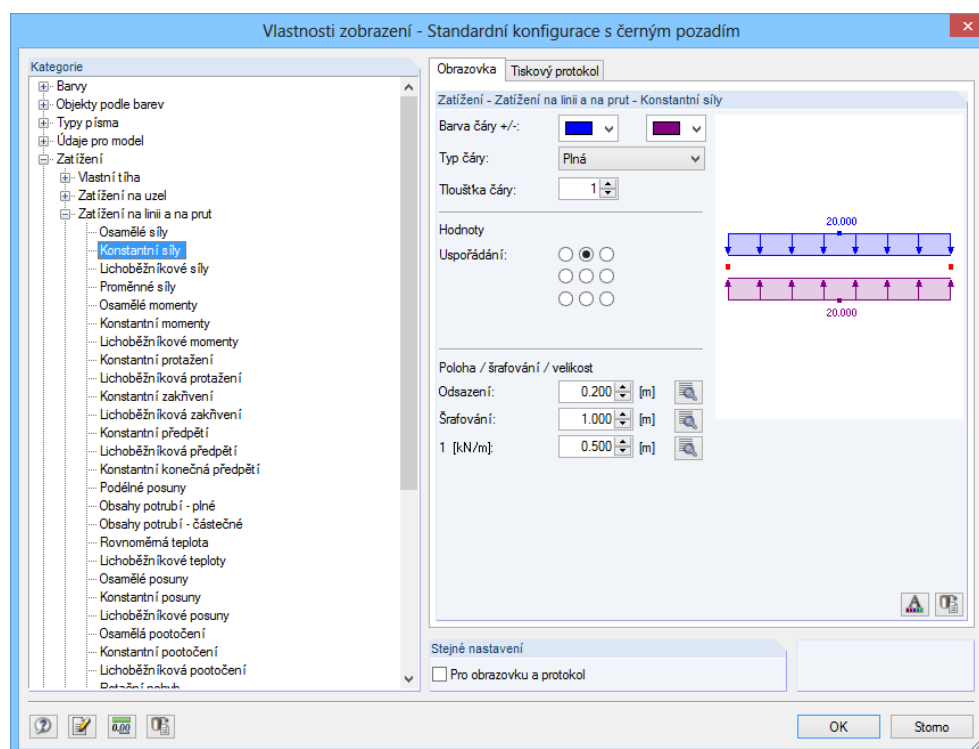 Vlastnosti zobrazení - Standardní konfigurace s černým pozadím
Kategorie
Barvy
Objekty podle barev
Typy písma
Údaje pro model
Zatížení
Vlastní tíha
Zatížení na uzel
Zatížení na linii a na prut
Osamělé síly
Konstantní síly
Lichoběžníkové síly
Proměnné síly
Osamělé momenty
Konstantní momenty
Lichoběžníkové momenty
Konstantní protažení
Lichoběžníková protažení
Konstantní zakřivení
Lichoběžníková zakřivení
Konstantní předpětí
Lichoběžníková předpětí
Konstantní konečná předpětí
Podélné posuny
Obsahy potrubí - plné
Obsahy potrubí - částečné
Rovnoměrná teplota
Lichoběžníkové teploty
Osamělé posuny
Konstantní posuny
Lichoběžníkové posuny
Osamělá pootočení
Konstantní pootočení
Lichoběžníková pootočení
Rotační pohyb
Obrazovka
Tiskový protokol
Zatížení - Zatížení na linii a na prut - Konstantní síly
Barva čáry +/-:
Typ čáry: Plná
Tloušťka čáry: 1
Hodnoty
Uspořádání:
Poloha / šrafování / velikost
Odsazení: 0.200 [m]
Šrafování: 1.000 [m]
1 [kN/m]: 0.500 [m]
20.000
20.000
Stejné nastavení
Pro obrazovku a protokol
0,00
OK
Storno